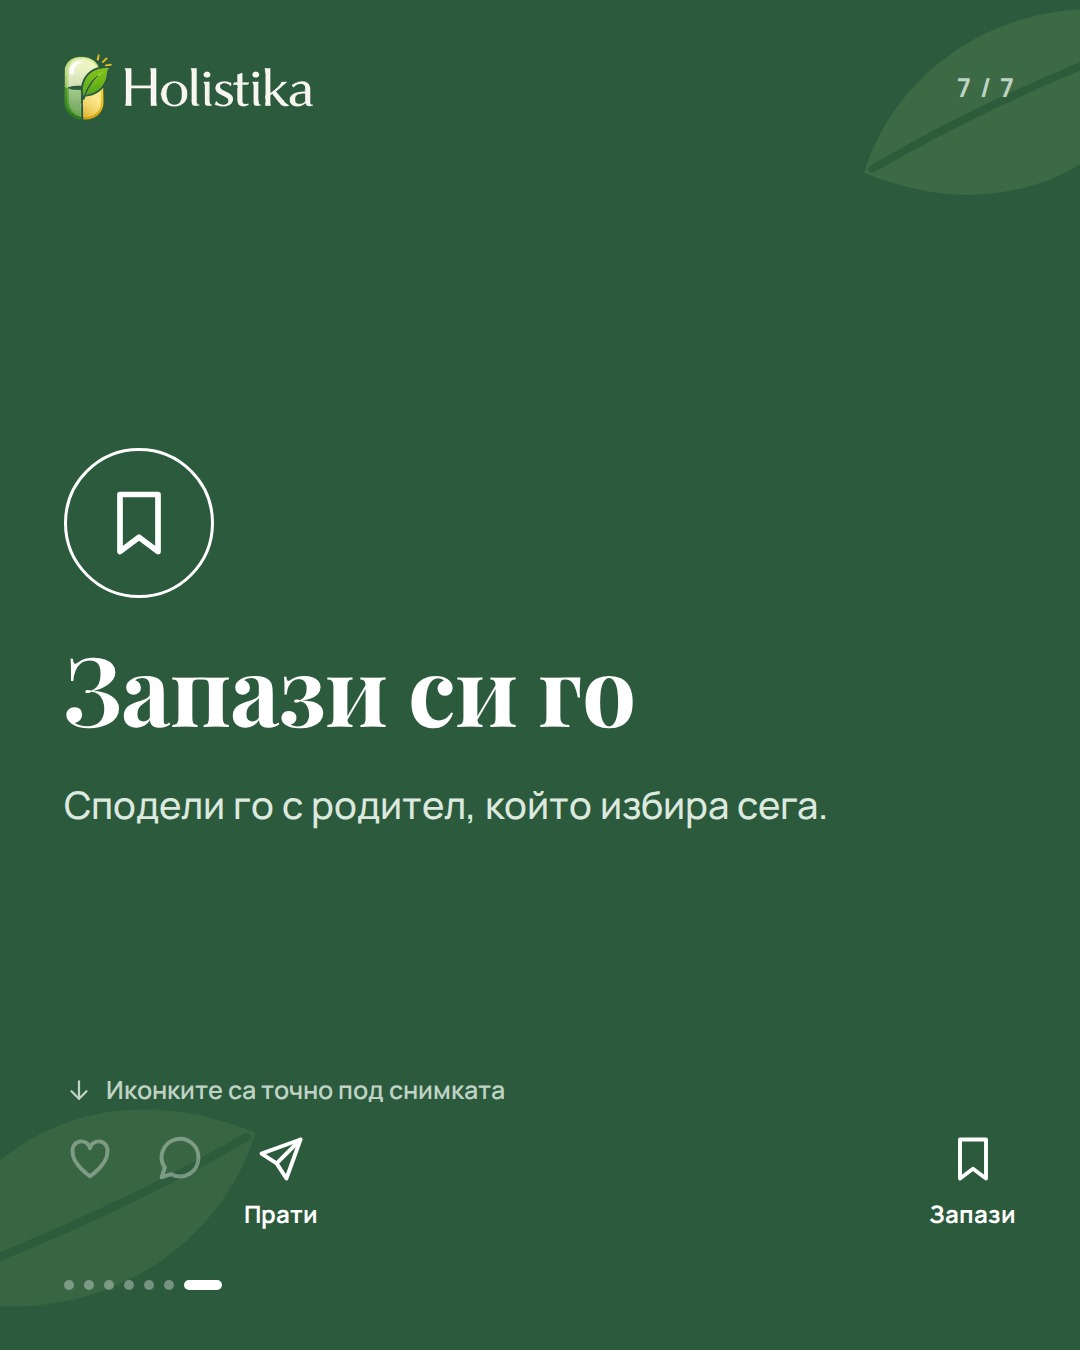 Holistika
7 / 7
Запази си го
Сподели го с родител, който избира сега.
↓ Иконките са точно под снимката
Прати
Запази